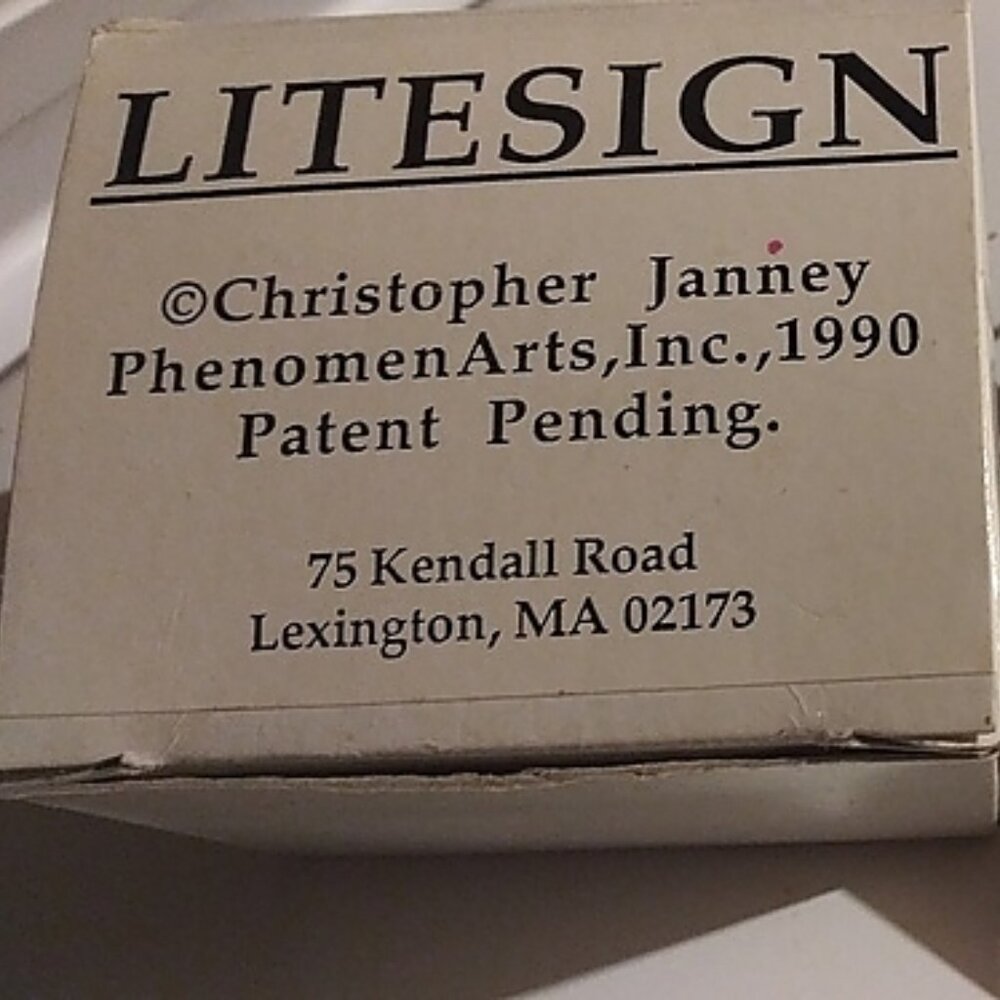 LITESIGN
©Christopher Janney
PhenomenArts,Inc.,1990
Patent Pending.
75 Kendall Road
Lexington, MA 02173